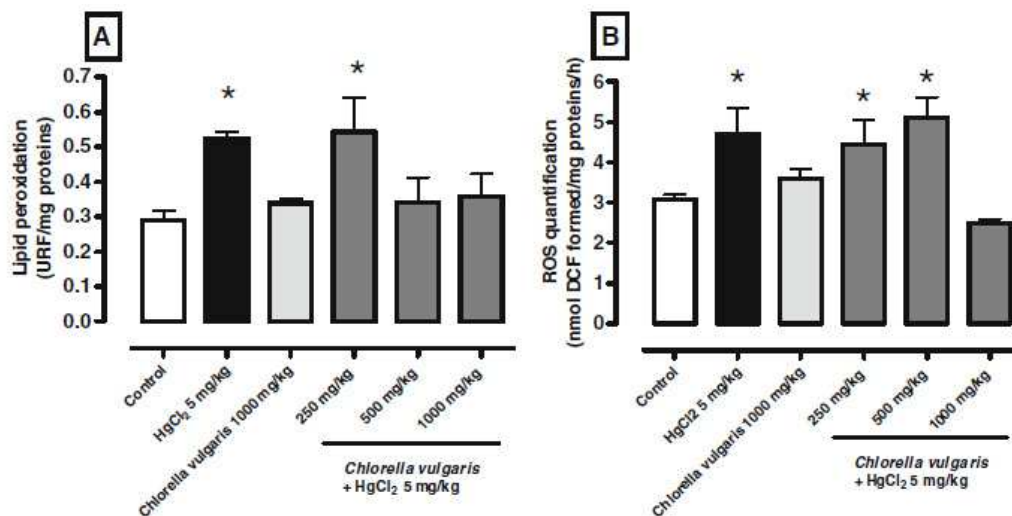 A
Lipid peroxidation
(URF/mg proteins)
0.7
0.6
0.5
0.4
0.3
0.2
0.1
0.0
*
*
Control
HgCl₂ 5 mg/kg
Chlorella vulgaris 1000 mg/kg
250 mg/kg
500 mg/kg
1000 mg/kg
Chlorella vulgaris
+ HgCl₂ 5 mg/kg
B
ROS quantification
(nmol DCF formed/mg proteins/h)
6
5
4
3
2
1
0
*
*
*
Control
HgCl2 5 mg/kg
Chlorella vulgaris 1000 mg/kg
250 mg/kg
500 mg/kg
1000 mg/kg
Chlorella vulgaris
+ HgCl₂ 5 mg/kg